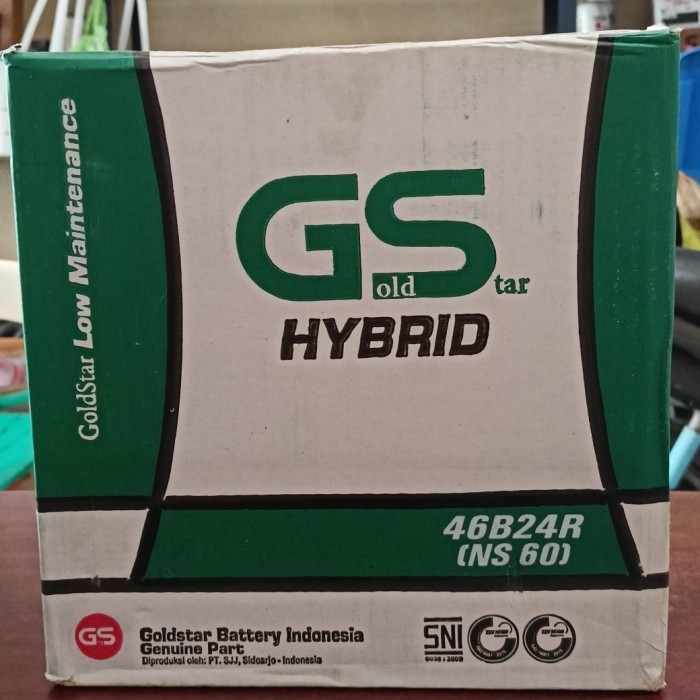 GoldStar Low Maintenance
GS
old tar
HYBRID
46B24R
(NS 60)
GS
Goldstar Battery Indonesia
Genuine Part
Diproduksi oleh: PT. SJJ, Sidoarjo - Indonesia
SNI